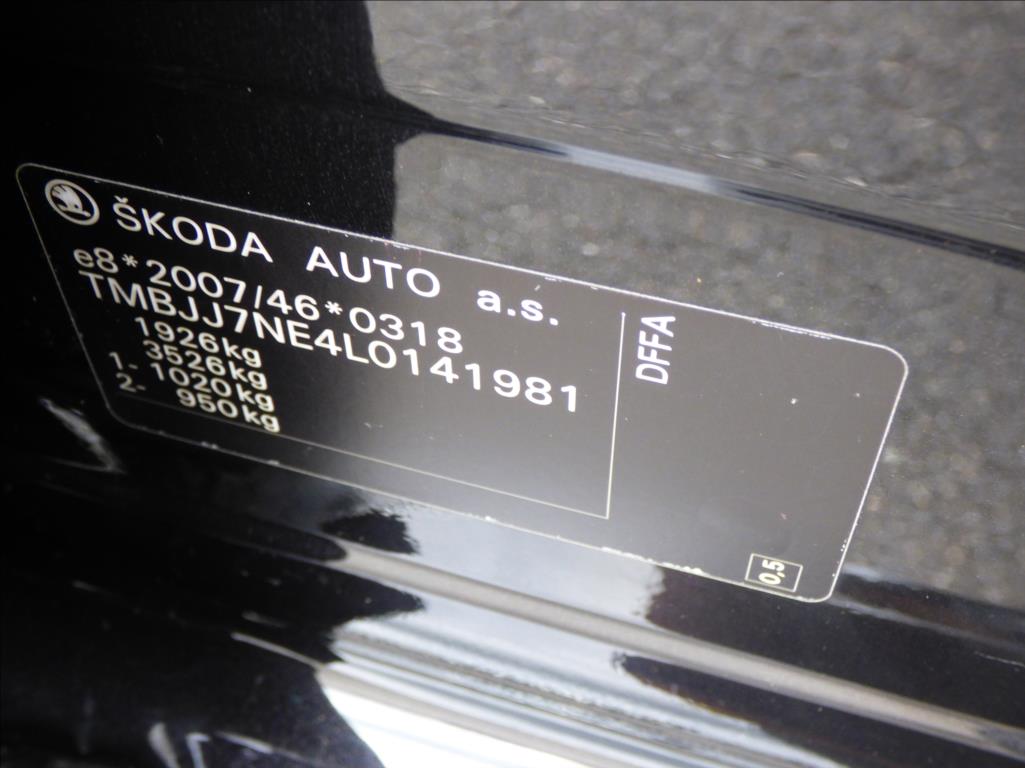 ŠKODA AUTO a.s.
e8*2007/46*0318
TMBJJ7NE4L0141981
1926kg
3526kg
1- 1020kg
2- 950kg
DFFA
0,5